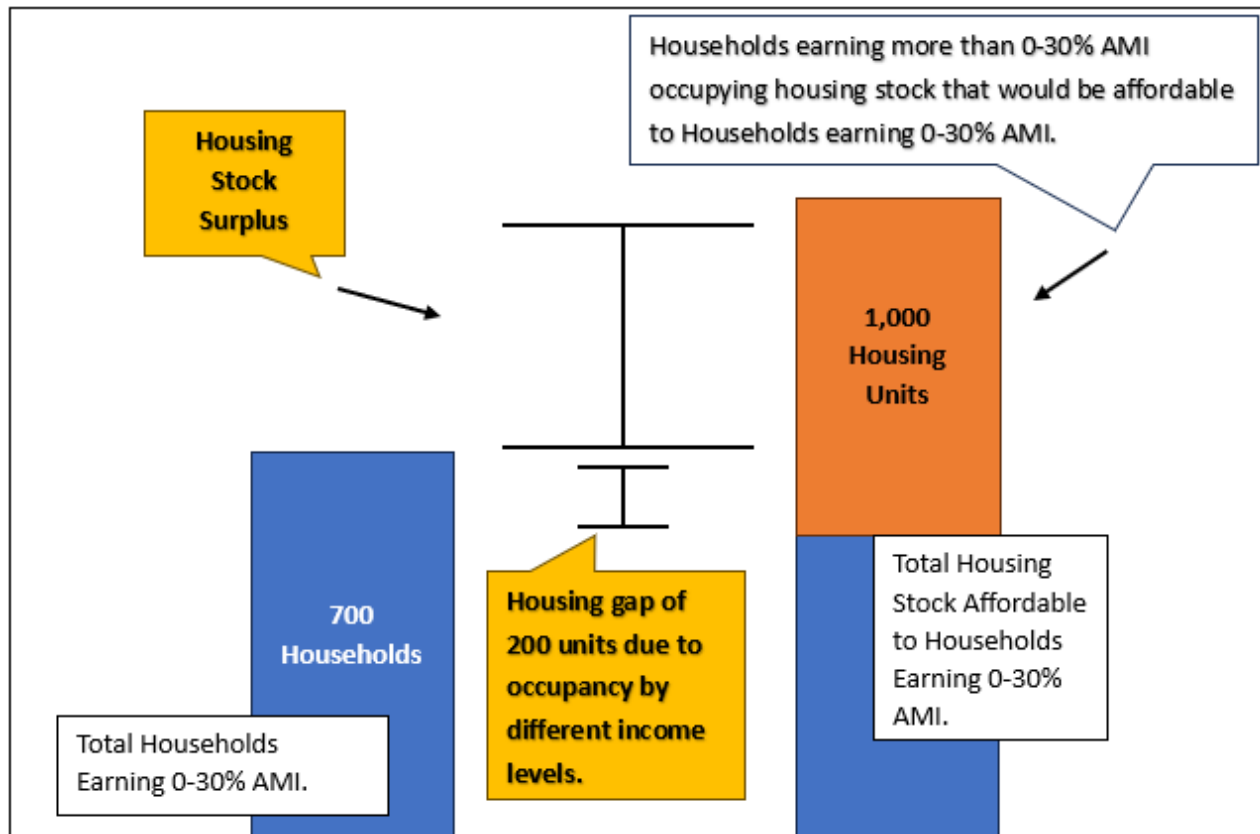 Households earning more than 0-30% AMI
occupying housing stock that would be affordable
to Households earning 0-30% AMI.
Housing
Stock
Surplus
1,000
Housing
Units
700
Households
Housing gap of
200 units due to
occupancy by
different income
levels.
Total Housing
Stock Affordable
to Households
Earning 0-30%
AMI.
Total Households
Earning 0-30% AMI.